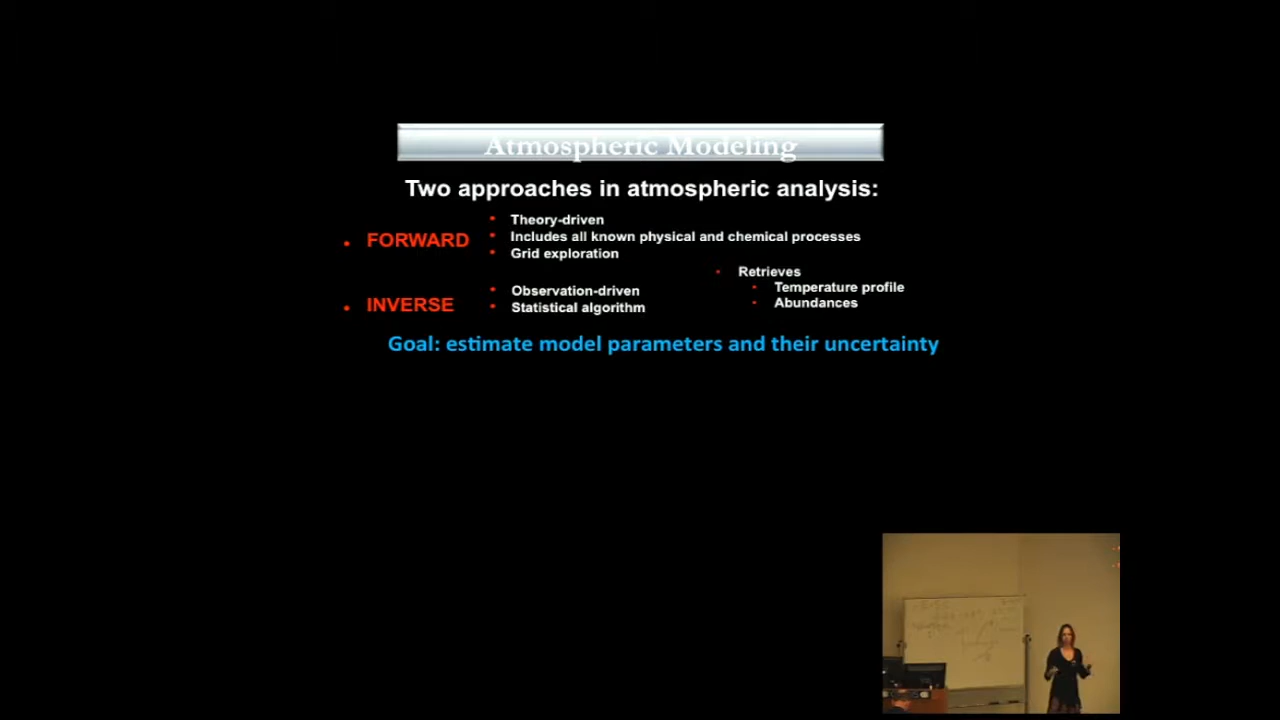 Atmospheric Modeling
Two approaches in atmospheric analysis:
• FORWARD
• Theory-driven
• Includes all known physical and chemical processes
• Grid exploration
• INVERSE
• Observation-driven
• Statistical algorithm
• Retrieves
• Temperature profile
• Abundances
Goal: estimate model parameters and their uncertainty